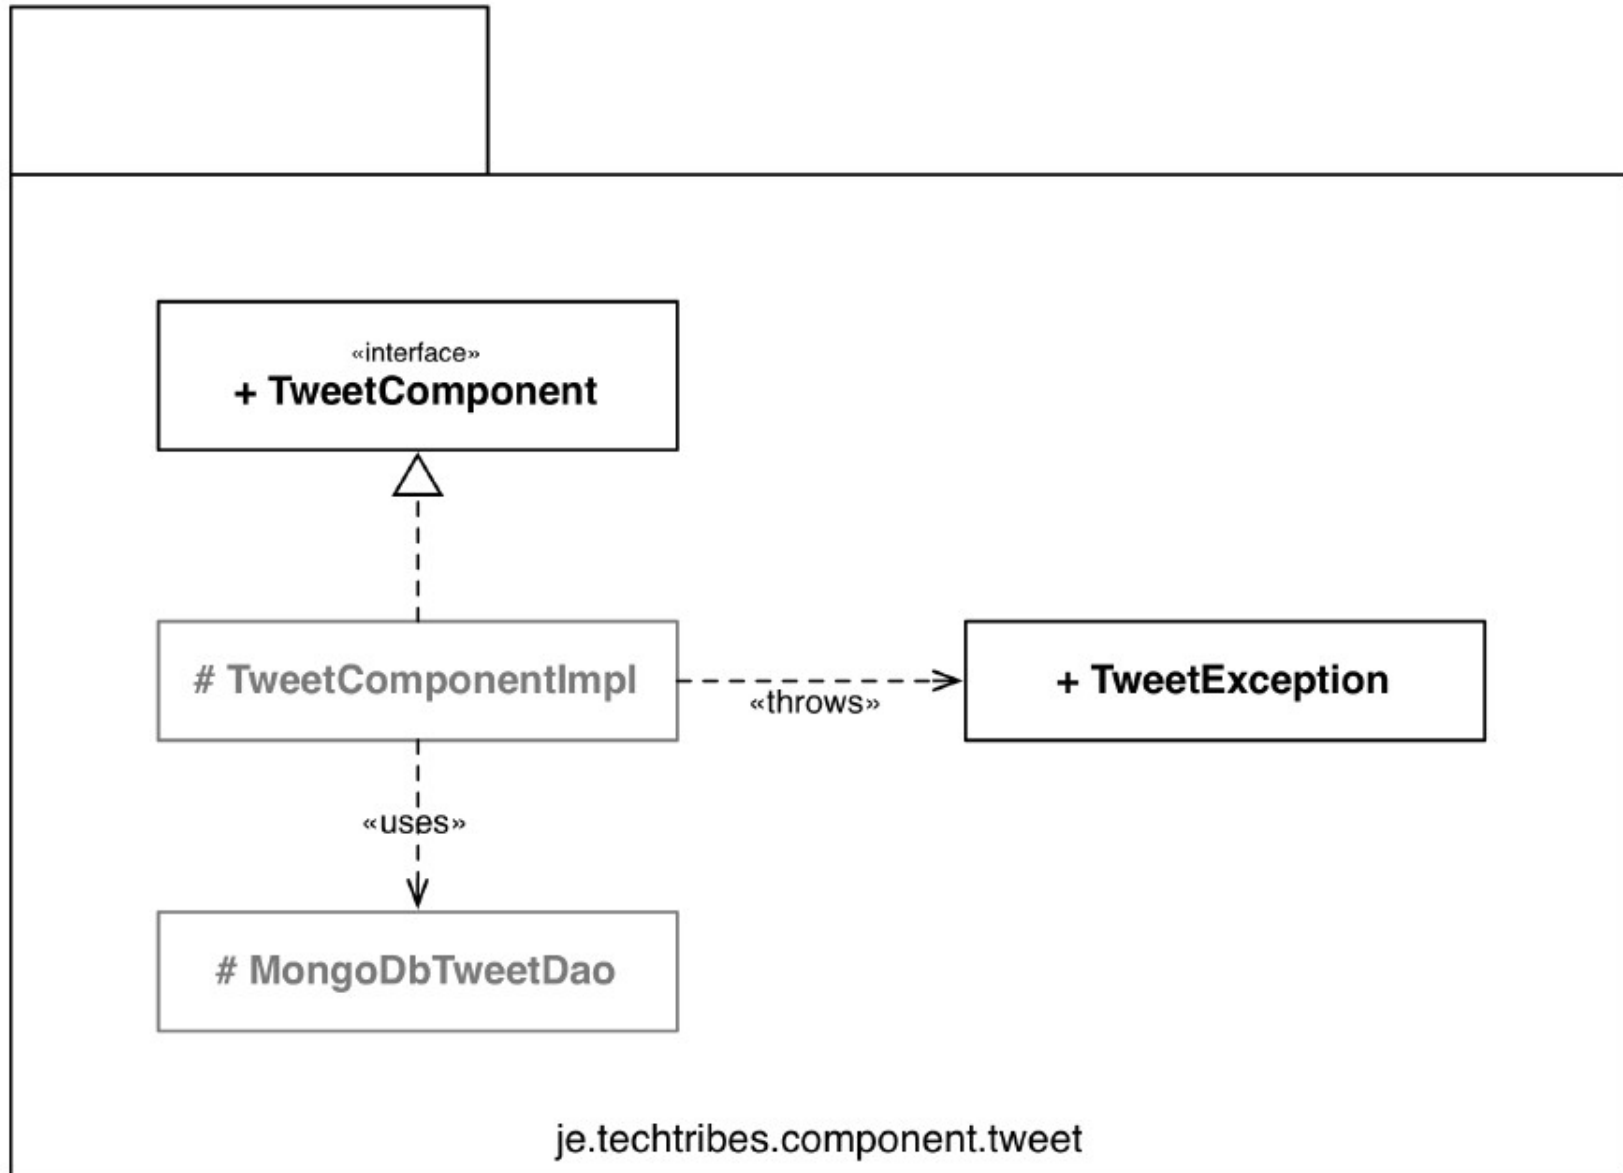 «interface»
+ TweetComponent
# TweetComponentImpl
«throws»
+ TweetException
«uses»
# MongoDbTweetDao
je.techtribes.component.tweet